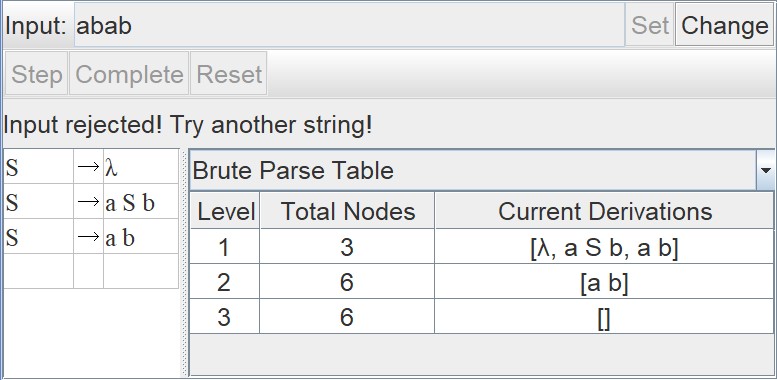 Input: abab Set Change
Step Complete Reset
Input rejected! Try another string!
S → λ
S → a S b
S → a b
Brute Parse Table
Level Total Nodes Current Derivations
1 3 [λ, a S b, a b]
2 6 [a b]
3 6 []